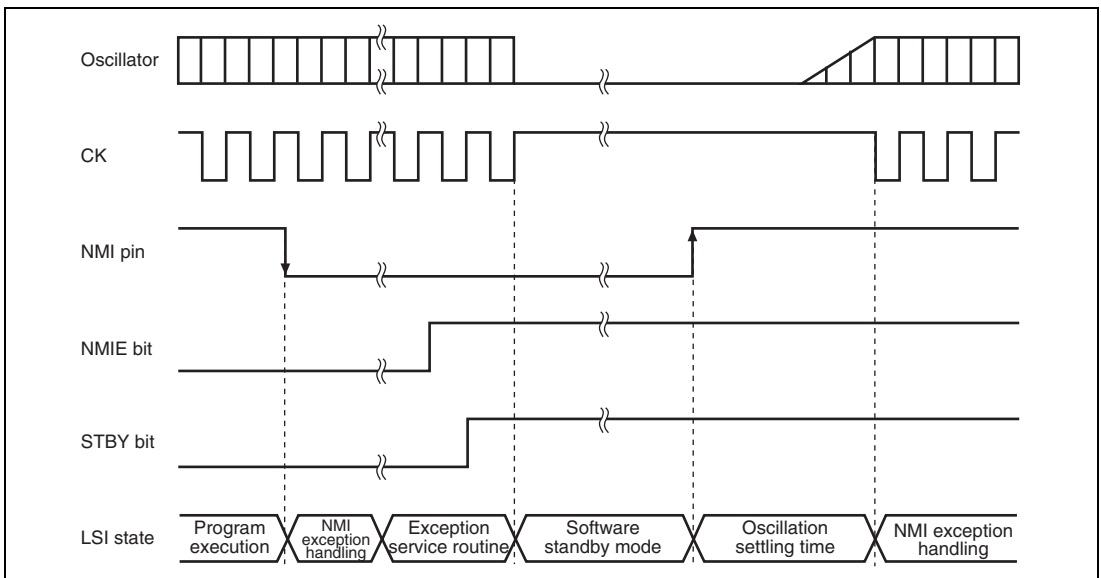 Oscillator
CK
NMI pin
NMIE bit
STBY bit
LSI state
Program
execution
NMI
exception
handling
Exception
service routine
Software
standby mode
Oscillation
settling time
NMI exception
handling